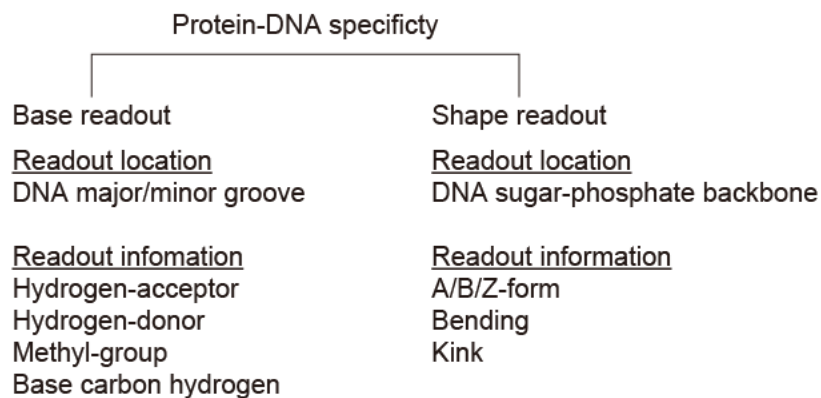 Protein-DNA specificty
Base readout
Readout location
DNA major/minor groove
Readout infomation
Hydrogen-acceptor
Hydrogen-donor
Methyl-group
Base carbon hydrogen
Shape readout
Readout location
DNA sugar-phosphate backbone
Readout information
A/B/Z-form
Bending
Kink